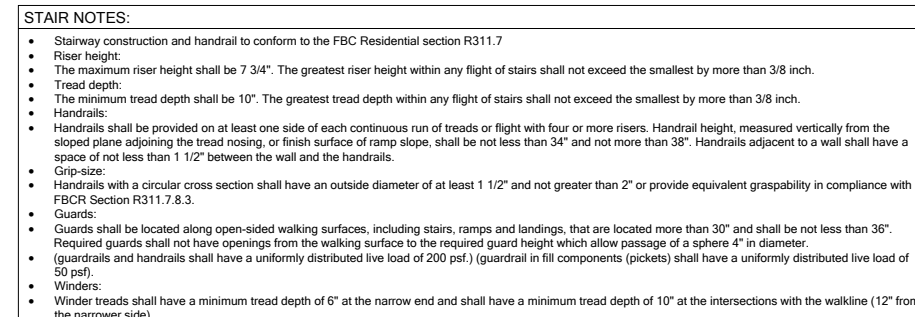 STAIR NOTES:
• Stairway construction and handrail to conform to the FBC Residential section R311.7
• Riser height:
• The maximum riser height shall be 7 3/4". The greatest riser height within any flight of stairs shall not exceed the smallest by more than 3/8 inch.
• Tread depth:
• The minimum tread depth shall be 10". The greatest tread depth within any flight of stairs shall not exceed the smallest by more than 3/8 inch.
• Handrails:
• Handrails shall be provided on at least one side of each continuous run of treads or flight with four or more risers. Handrail height, measured vertically from the
sloped plane adjoining the tread nosing, or finish surface of ramp slope, shall be not less than 34" and not more than 38". Handrails adjacent to a wall shall have a
space of not less than 1 1/2" between the wall and the handrails.
• Grip-size:
• Handrails with a circular cross section shall have an outside diameter of at least 1 1/2" and not greater than 2" or provide equivalent graspability in compliance with
FBCR Section R311.7.8.3.
• Guards:
• Guards shall be located along open-sided walking surfaces, including stairs, ramps and landings, that are located more than 30" and shall be not less than 36".
Required guards shall not have openings from the walking surface to the required guard height which allow passage of a sphere 4" in diameter.
• (guardrails and handrails shall have a uniformly distributed live load of 200 psf.) (guardrail in fill components (pickets) shall have a uniformly distributed live load of
50 psf).
• Winders:
• Winder treads shall have a minimum tread depth of 6" at the narrow end and shall have a minimum tread depth of 10" at the intersections with the walkline (12" from
the narrower side)